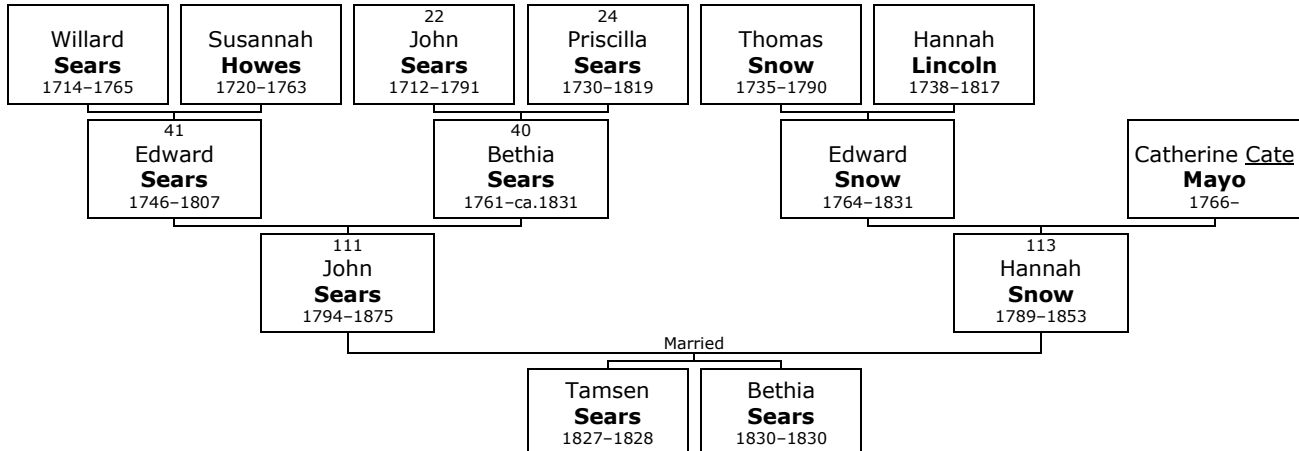 Willard
Sears
1714–1765
Susannah
Howes
1720–1763
22
John
Sears
1712–1791
24
Priscilla
Sears
1730–1819
Thomas
Snow
1735–1790
Hannah
Lincoln
1738–1817
41
Edward
Sears
1746–1807
40
Bethia
Sears
1761–ca.1831
Edward
Snow
1764–1831
Catherine Cate
Mayo
1766–
111
John
Sears
1794–1875
113
Hannah
Snow
1789–1853
Married
Tamsen
Sears
1827–1828
Bethia
Sears
1830–1830